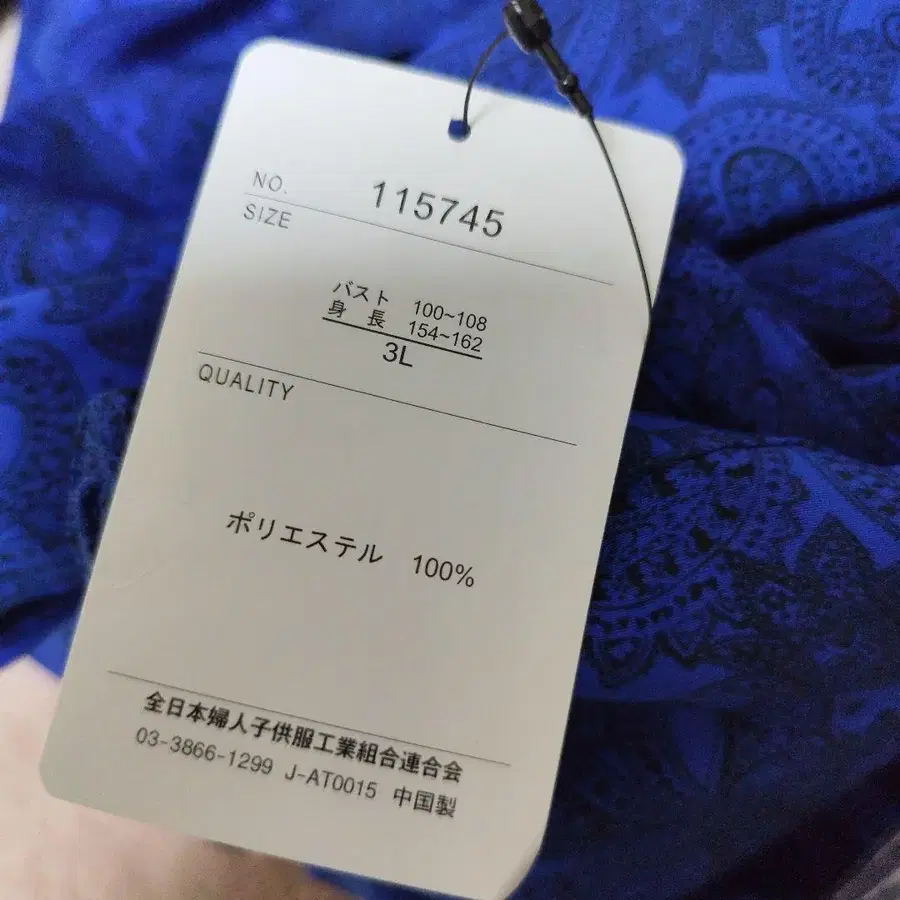 NO. 115745
SIZE
バスト 100~108
身 長 154~162
3L
QUALITY
ポリエステル 100%
全日本婦人子供服工業組合連合会
03-3866-1299 J-AT0015 中国製